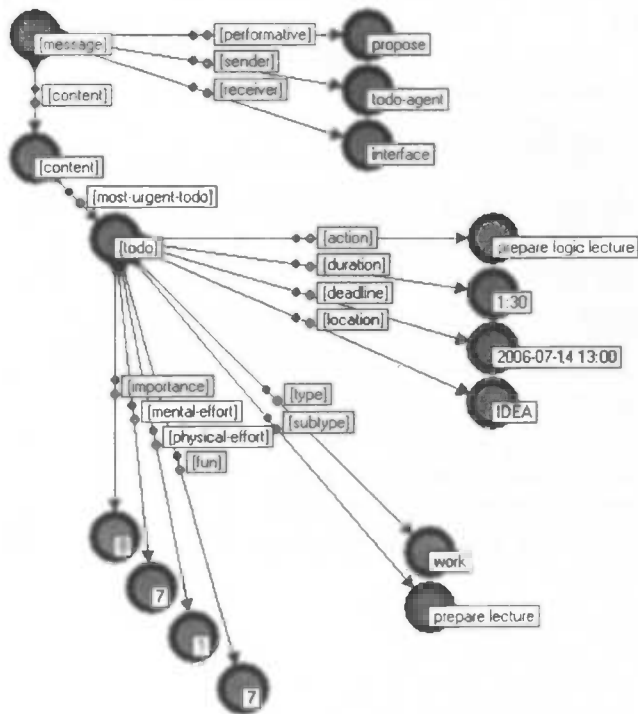 [message]
[performative]
propose
[sender]
todo-agent
[receiver]
interface
[content]
[content]
[most-urgent-todo]
[todo]
[action]
prepare logic lecture
[duration]
1:30
[deadline]
2006-07-14 13:00
[location]
IDEA
[importance]
[type]
[mental-effort]
[subtype]
[physical-effort]
[fun]
work
7
prepare lecture
1
7